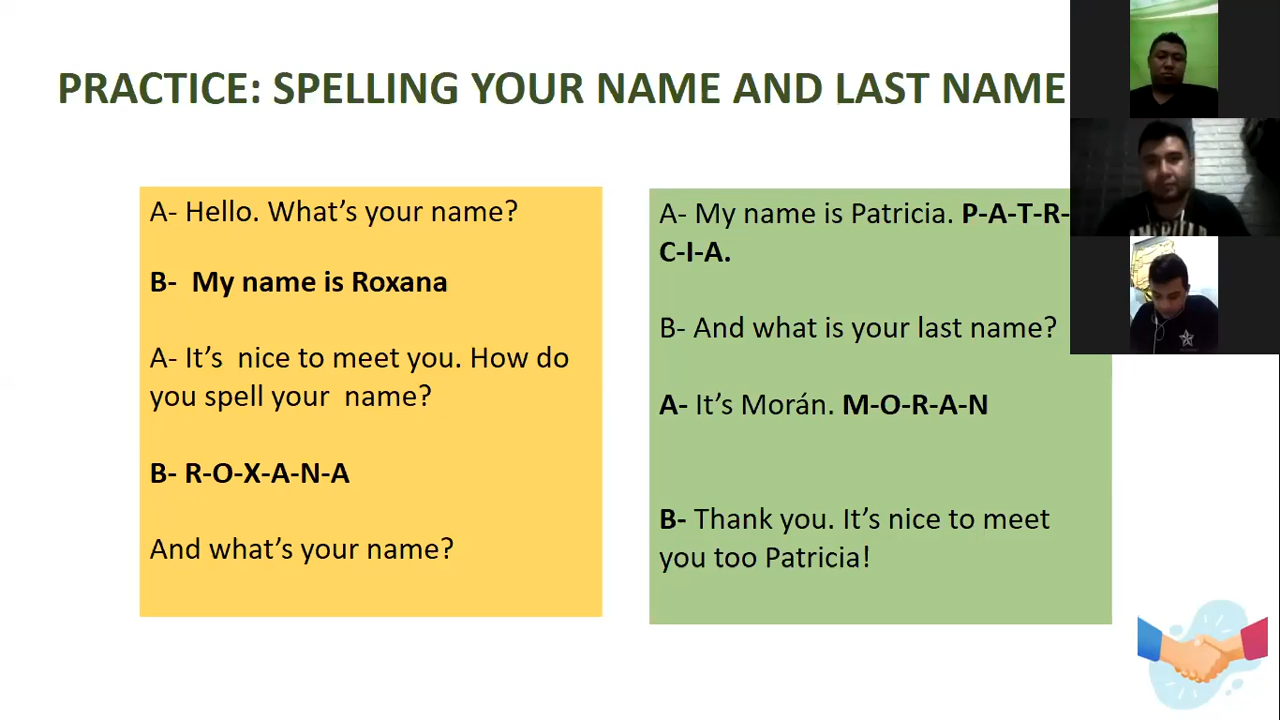 PRACTICE: SPELLING YOUR NAME AND LAST NAME
A- Hello. What’s your name?
B- My name is Roxana
A- It’s nice to meet you. How do
you spell your name?
B- R-O-X-A-N-A
And what’s your name?
A- My name is Patricia. P-A-T-R-
C-I-A.
B- And what is your last name?
A- It’s Morán. M-O-R-A-N
B- Thank you. It’s nice to meet
you too Patricia!